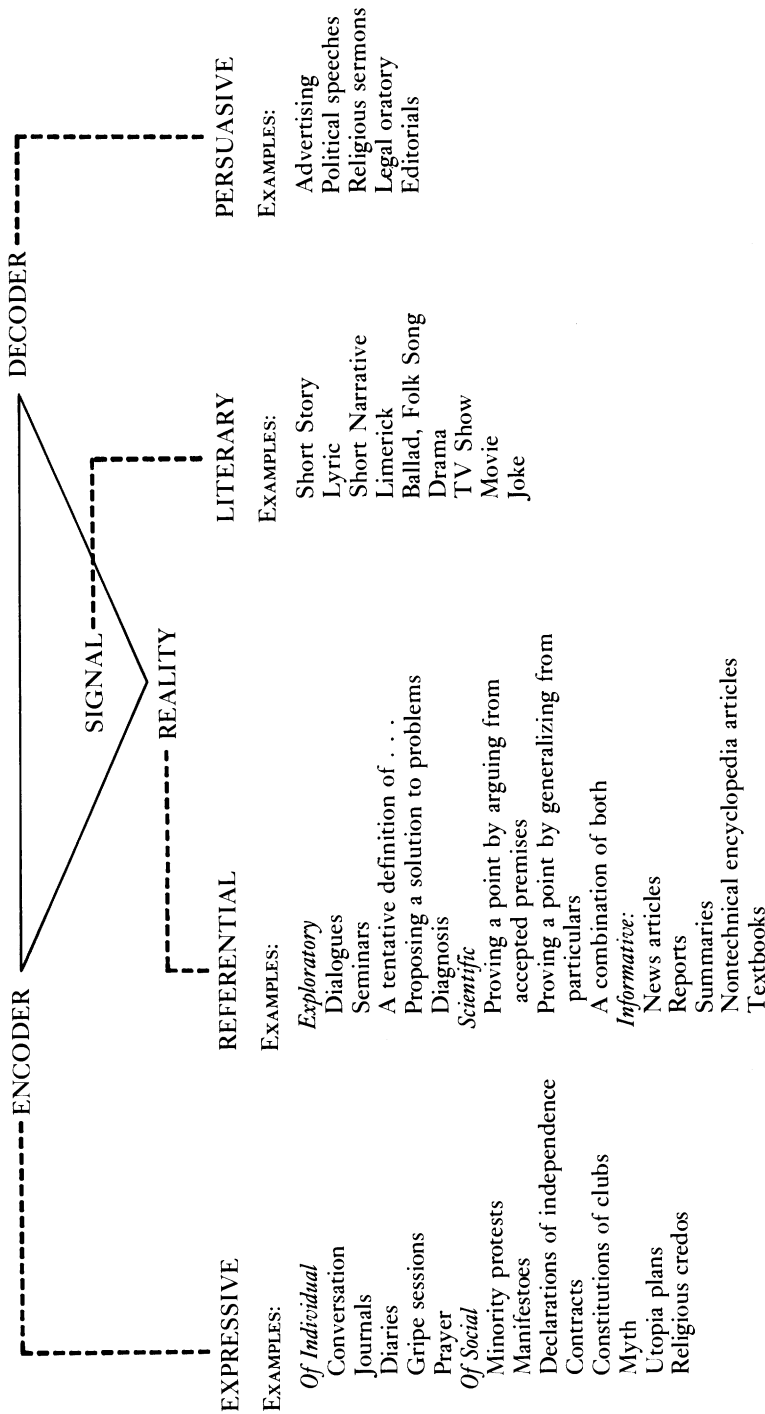 ENCODER
DECODER
SIGNAL
REALITY
EXPRESSIVE
EXAMPLES:
Of Individual
Conversation
Journals
Diaries
Gripe sessions
Prayer
Of Social
Minority protests
Manifestoes
Declarations of independence
Contracts
Constitutions of clubs
Myth
Utopia plans
Religious credos
REFERENTIAL
EXAMPLES:
Exploratory
Dialogues
Seminars
A tentative definition of . . .
Proposing a solution to problems
Diagnosis
Scientific
Proving a point by arguing from
accepted premises
Proving a point by generalizing from
particulars
A combination of both
Informative:
News articles
Reports
Summaries
Nontechnical encyclopedia articles
Textbooks
LITERARY
EXAMPLES:
Short Story
Lyric
Short Narrative
Limerick
Ballad, Folk Song
Drama
TV Show
Movie
Joke
PERSUASIVE
EXAMPLES:
Advertising
Political speeches
Religious sermons
Legal oratory
Editorials